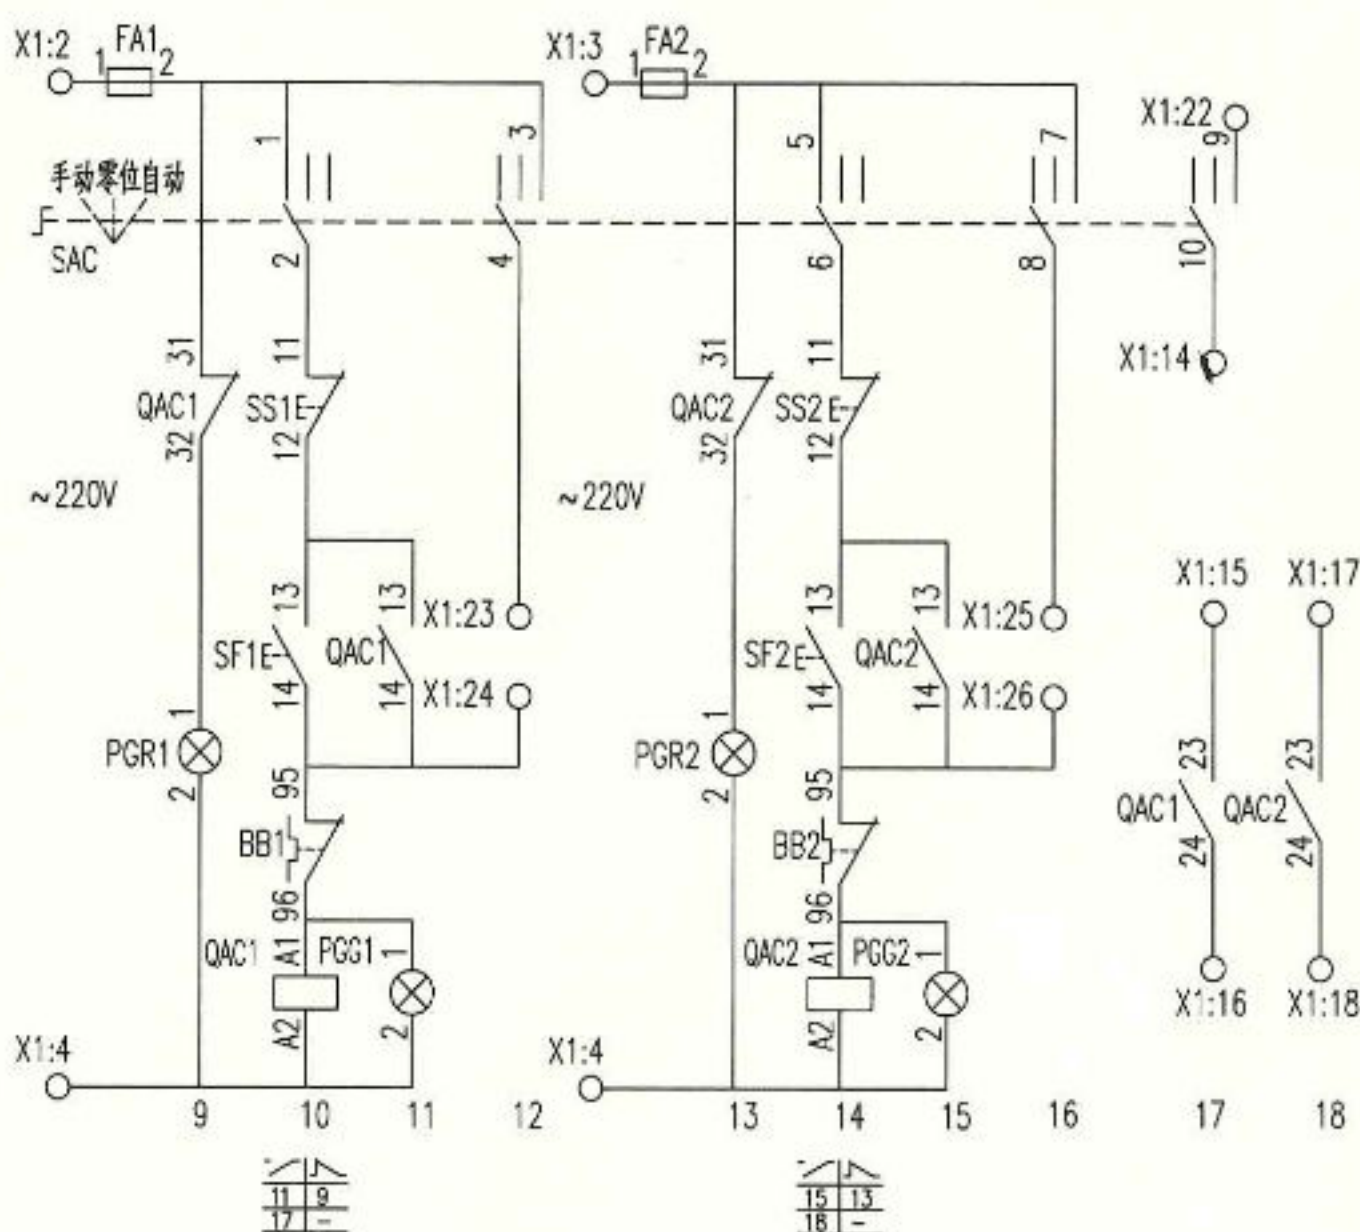 X1:2 1 FA1 2 X1:3 1 FA2 2
1 3 5 7 X1:22 9
手动零位自动
SAC 2 4 6 8 10
31 11 31 11 X1:14
QAC1 SS1E QAC2 SS2E
32 12 32 12
~220V ~220V
X1:15 X1:17
13 13 X1:23 13 13 X1:25
SF1E QAC1 SF2E QAC2
14 14 X1:24 14 14 X1:26
1 1
PGR1 PGR2
2 95 2 95 23 23
QAC1 QAC2
BB1 BB2 24 24
96 96
QAC1 A1 PGG1 1 QAC2 A1 PGG2 1
X1:16 X1:18
A2 2 A2 2
X1:4 X1:4
9 10 11 12 13 14 15 16 17 18
11 9 15 13
17 - 18 -